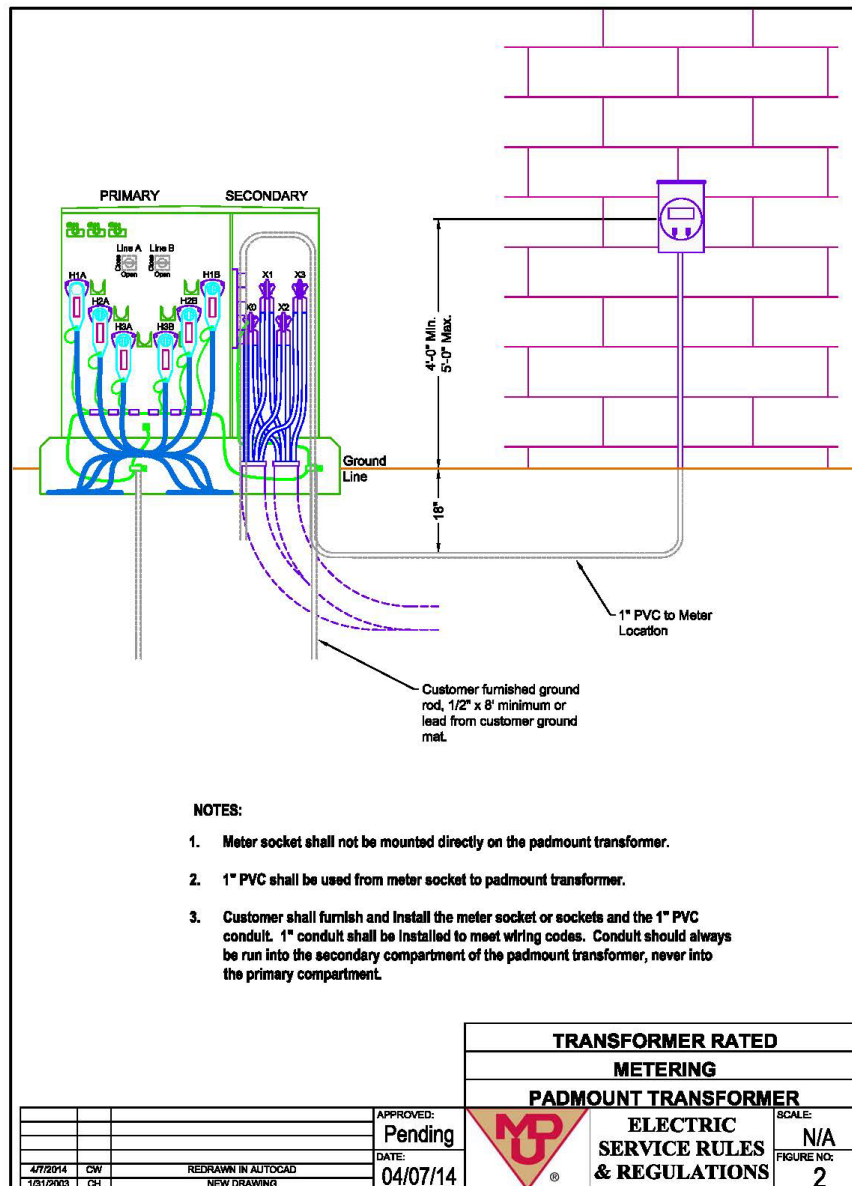 PRIMARY
SECONDARY
Line A
Line B
Close
Open
Close
Open
H1A
H2A
H3A
H3B
H2B
H1B
X0
X1
X2
X3
4'-0" Min.
5'-0" Max.
Ground
Line
18"
1" PVC to Meter
Location
Customer furnished ground
rod, 1/2" x 8' minimum or
lead from customer ground
mat.
NOTES:
1. Meter socket shall not be mounted directly on the padmount transformer.
2. 1" PVC shall be used from meter socket to padmount transformer.
3. Customer shall furnish and install the meter socket or sockets and the 1" PVC
conduit. 1" conduit shall be installed to meet wiring codes. Conduit should always
be run into the secondary compartment of the padmount transformer, never into
the primary compartment.
TRANSFORMER RATED
METERING
PADMOUNT TRANSFORMER
4/7/2014 CW REDRAWN IN AUTOCAD
1/31/2003 CH NEW DRAWING
APPROVED:
Pending
DATE:
04/07/14
MPU
®
ELECTRIC
SERVICE RULES
& REGULATIONS
SCALE:
N/A
FIGURE NO:
2